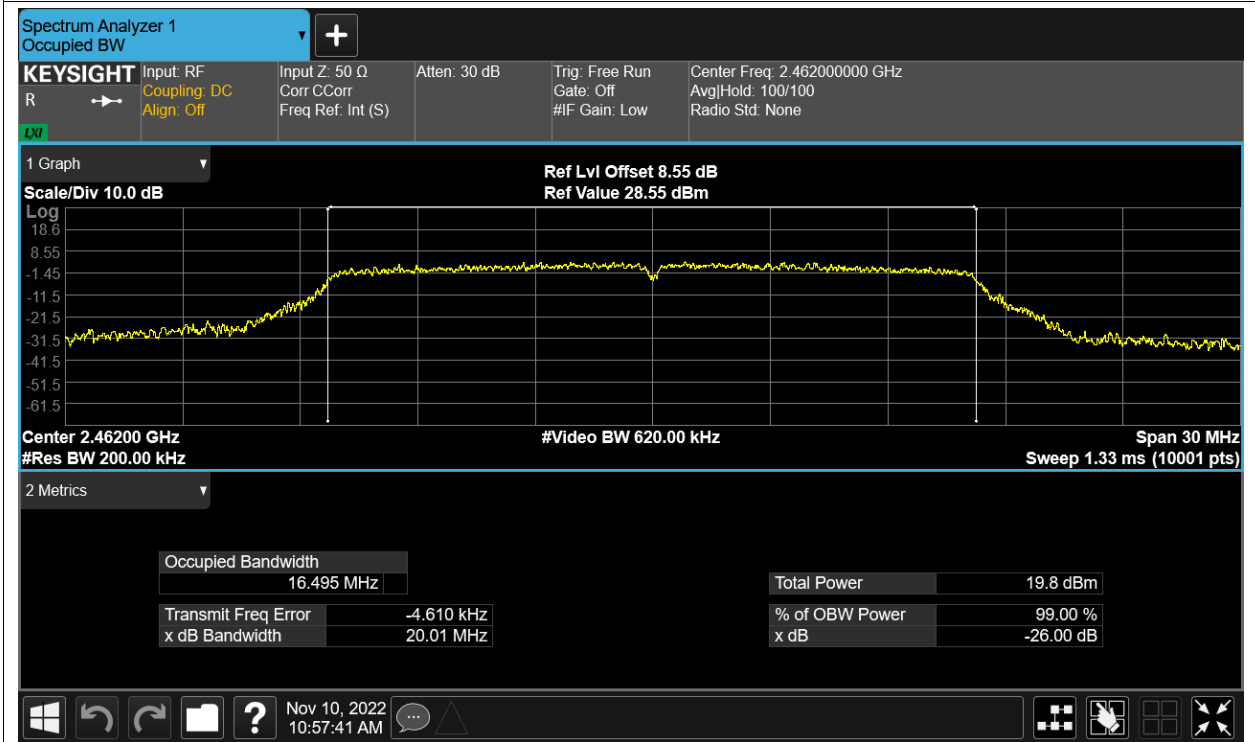 Spectrum Analyzer 1
Occupied BW
KEYSIGHT
R
LXI
Input: RF
Coupling: DC
Align: Off
Input Z: 50 Ω
Corr CCorr
Freq Ref: Int (S)
Atten: 30 dB
Trig: Free Run
Gate: Off
#IF Gain: Low
Center Freq: 2.462000000 GHz
Avg|Hold: 100/100
Radio Std: None
1 Graph
Scale/Div 10.0 dB
Ref Lvl Offset 8.55 dB
Ref Value 28.55 dBm
Log
18.6
8.55
-1.45
-11.5
-21.5
-31.5
-41.5
-51.5
-61.5
Center 2.46200 GHz
#Res BW 200.00 kHz
#Video BW 620.00 kHz
Span 30 MHz
Sweep 1.33 ms (10001 pts)
2 Metrics
Occupied Bandwidth
16.495 MHz
Total Power 19.8 dBm
Transmit Freq Error -4.610 kHz
% of OBW Power 99.00 %
x dB Bandwidth 20.01 MHz
x dB -26.00 dB
?
Nov 10, 2022
10:57:41 AM